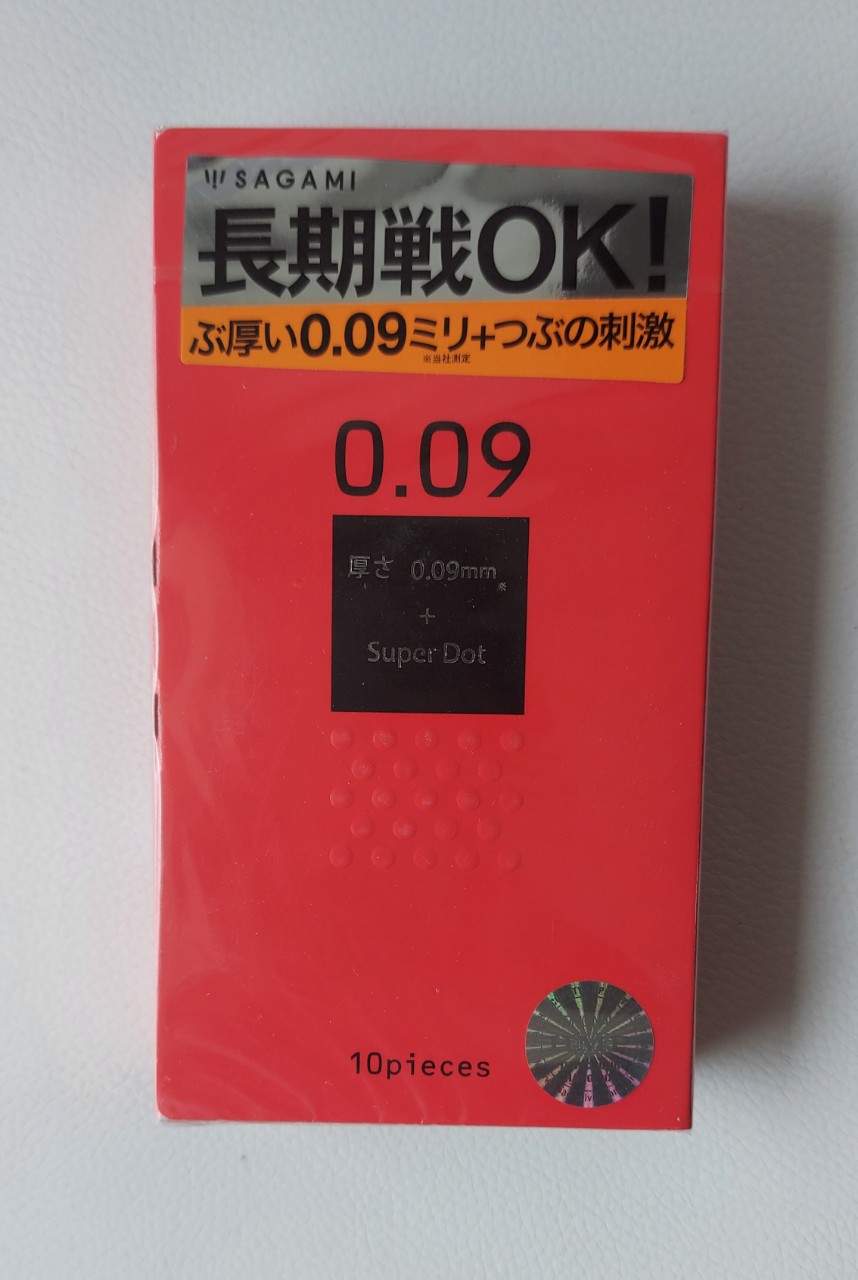 SAGAMI
長期戦OK!
ぶ厚い0.09ミリ+つぶの刺激
※当社測定
0.09
厚さ 0.09mm
※
+
Super Dot
10pieces